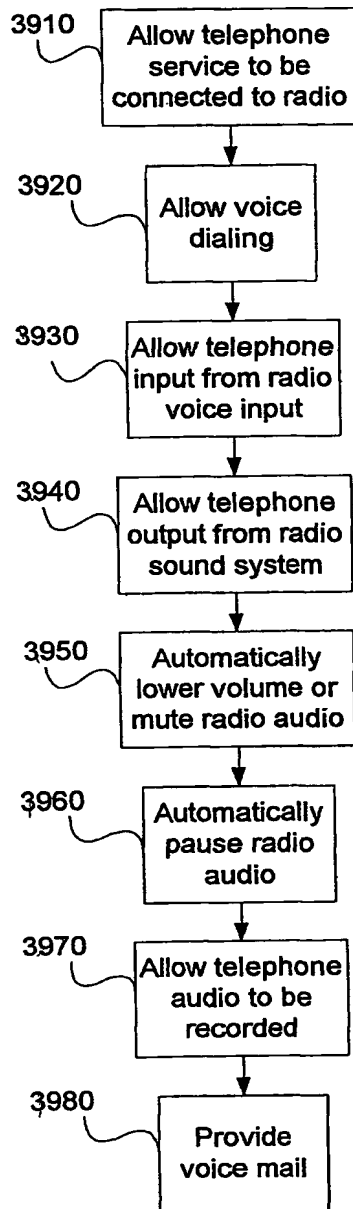 3910
Allow telephone
service to be
connected to radio
3920
Allow voice
dialing
3930
Allow telephone
input from radio
voice input
3940
Allow telephone
output from radio
sound system
3950
Automatically
lower volume or
mute radio audio
3960
Automatically
pause radio
audio
3970
Allow telephone
audio to be
recorded
3980
Provide
voice mail